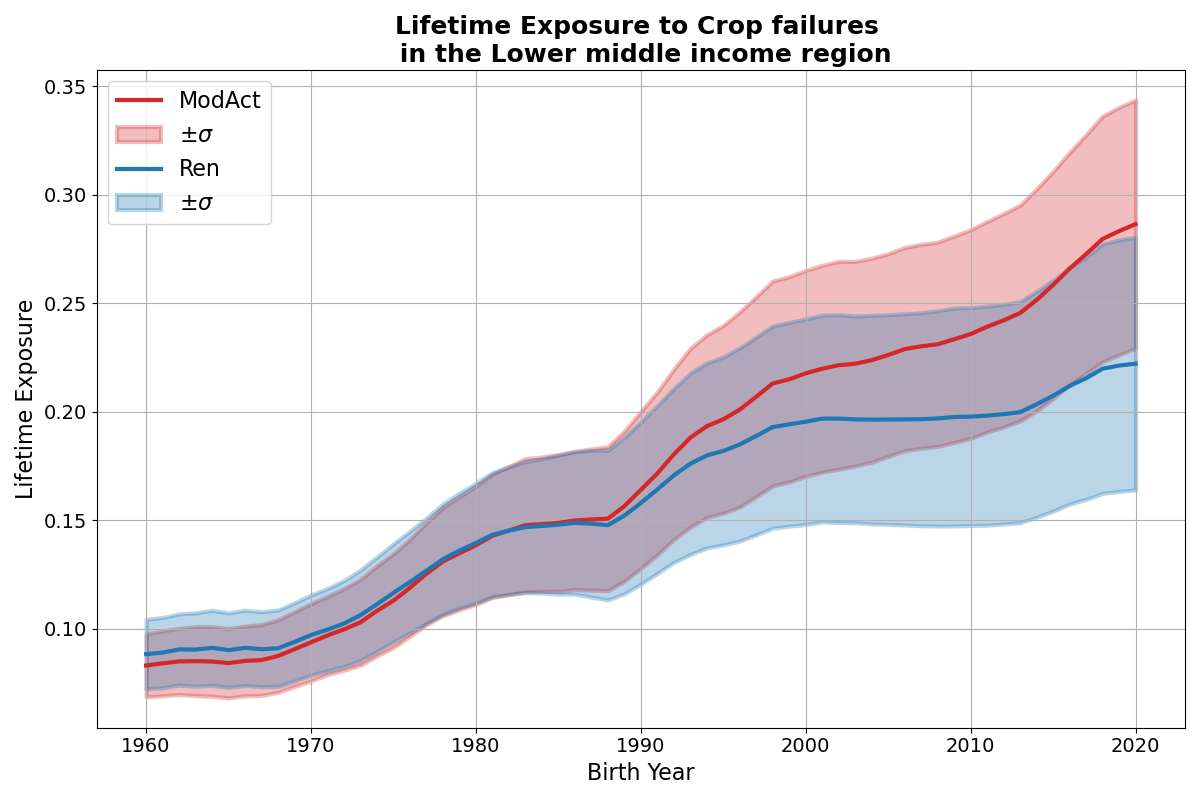 Lifetime Exposure to Crop failures
in the Lower middle income region
0.35
0.30
0.25
0.20
0.15
0.10
Lifetime Exposure
ModAct
±σ
Ren
±σ
1960 1970 1980 1990 2000 2010 2020
Birth Year